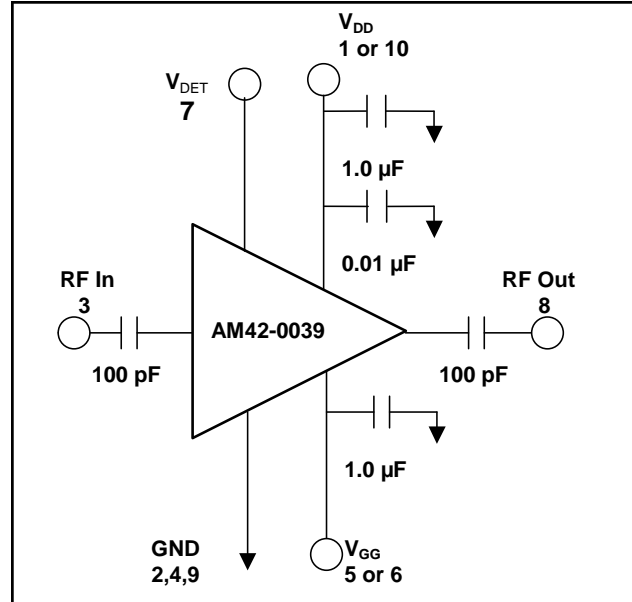 V_DD
1 or 10
V_DET
7
1.0 µF
0.01 µF
RF In
3
RF Out
8
AM42-0039
100 pF
100 pF
1.0 µF
GND
2,4,9
V_GG
5 or 6